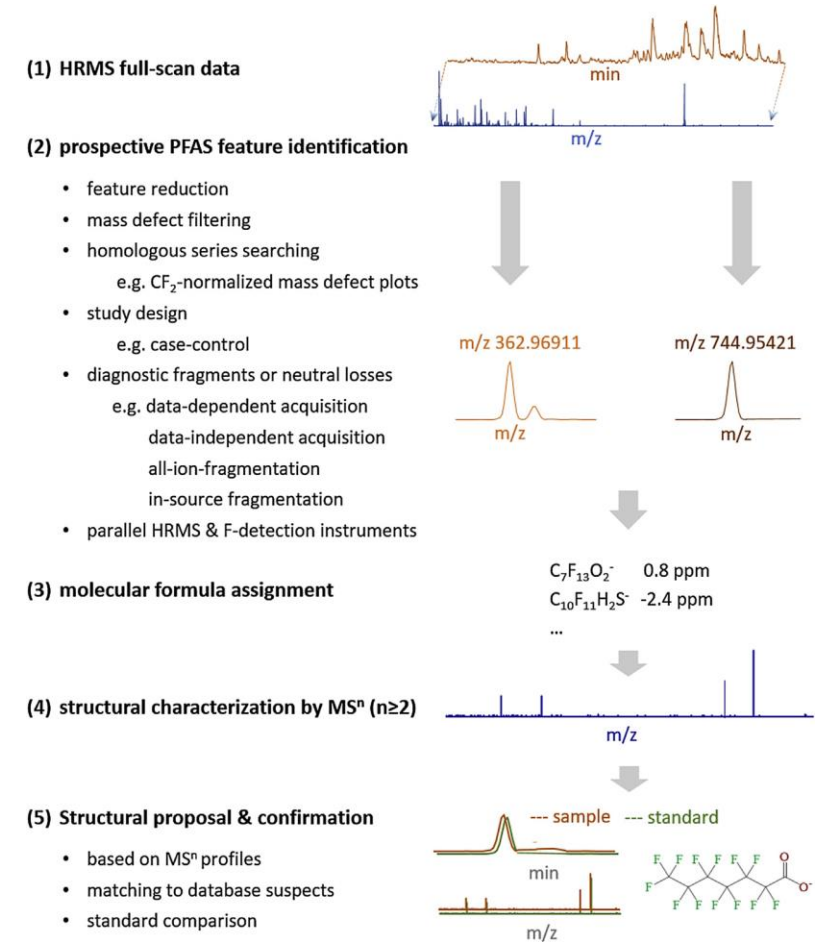 (1) HRMS full-scan data
min
m/z
(2) prospective PFAS feature identification
• feature reduction
• mass defect filtering
• homologous series searching
e.g. CF₂-normalized mass defect plots
• study design
e.g. case-control
• diagnostic fragments or neutral losses
e.g. data-dependent acquisition
data-independent acquisition
all-ion-fragmentation
in-source fragmentation
• parallel HRMS & F-detection instruments
m/z 362.96911
m/z
m/z 744.95421
m/z
(3) molecular formula assignment
C₇F₁₃O₂⁻ 0.8 ppm
C₁₀F₁₁H₂S⁻ -2.4 ppm
...
(4) structural characterization by MSⁿ (n≥2)
m/z
(5) Structural proposal & confirmation
• based on MSⁿ profiles
• matching to database suspects
• standard comparison
--- sample --- standard
min
m/z
F F F F F F O
F O⁻
F F F F F F